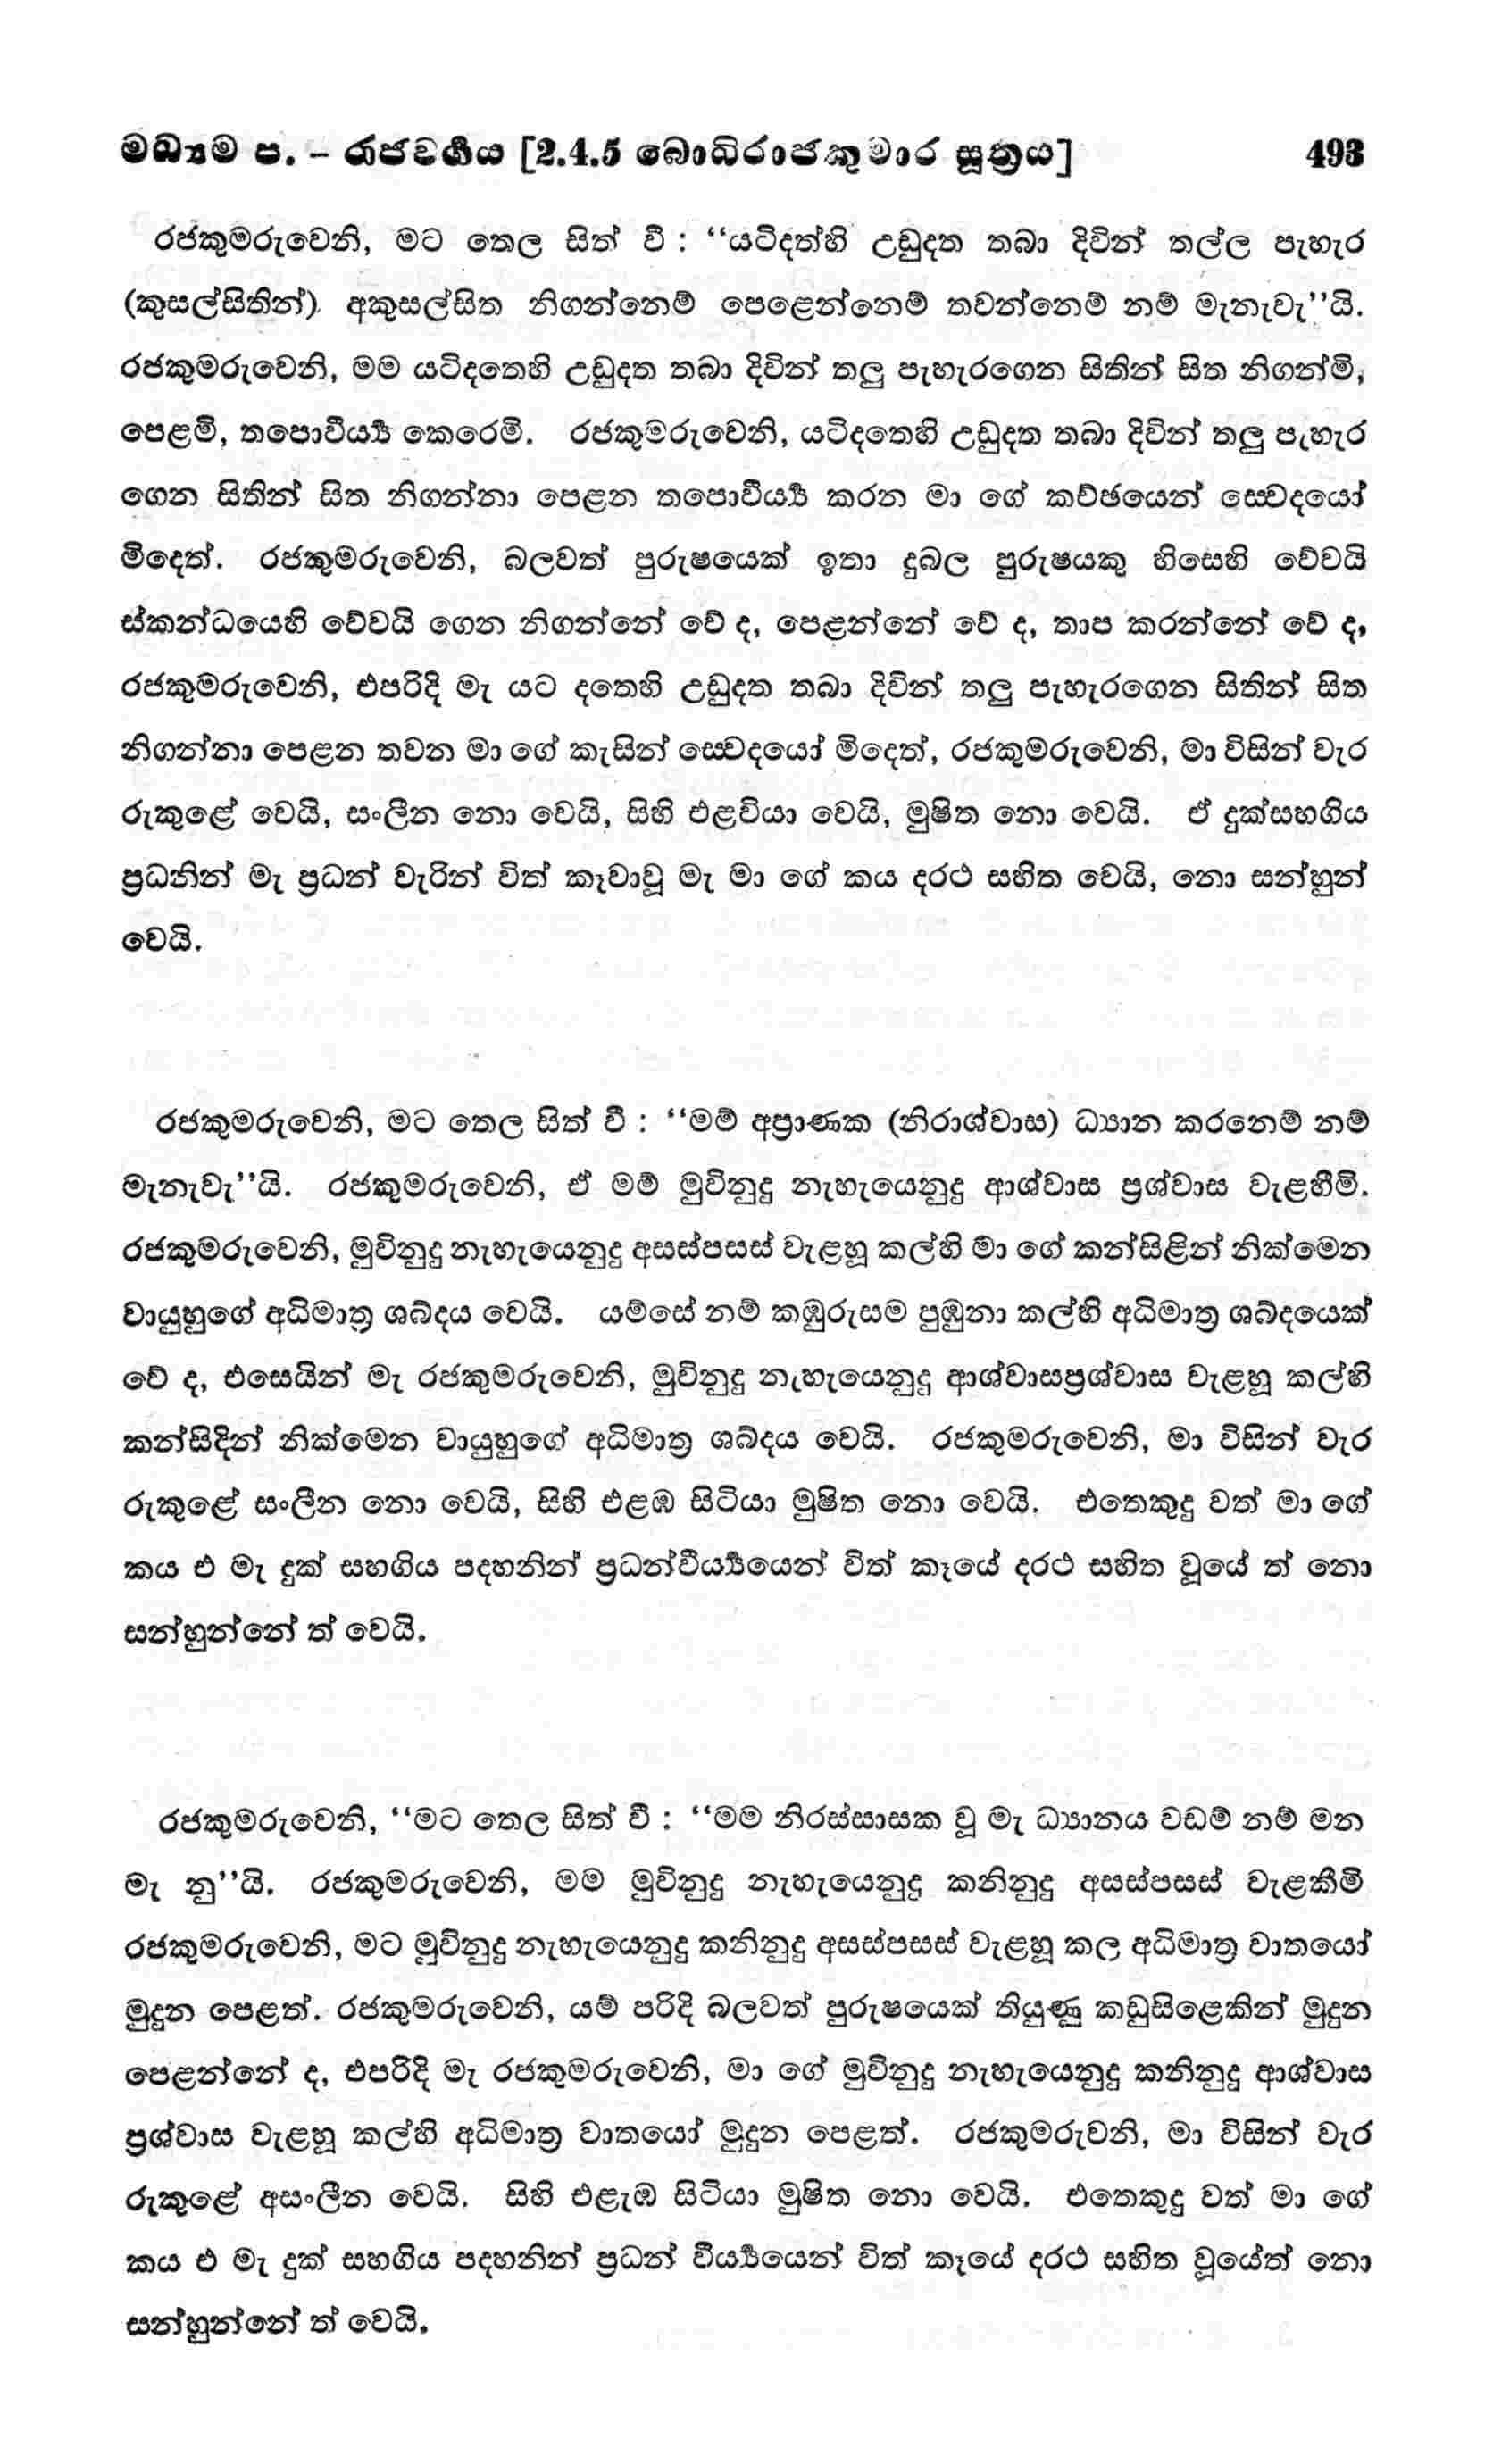 මධ්‍යම ප. – රාජවර්‍ගය [2.4.5 බොධිරාජකුමාර සූත්‍රය] 493
රජකුමරුවෙනි, මට තෙල සිත් වී : “යටිදත්හි උඩුදත තබා දිවින් තල්ල පැහැර
(කුසල්සිතින්) අකුසල්සිත නිගන්නෙම් පෙළෙන්නෙම් තවන්නෙම් නම් මැනැවැ”යි.
රජකුමරුවෙනි, මම යටිදතෙහි උඩුදත තබා දිවින් තලු පැහැරගෙන සිතින් සිත නිගන්මි,
පෙළමි, තපොවීර්‍ය්‍ය කෙරෙමි. රජකුමරුවෙනි, යටිදතෙහි උඩුදත තබා දිවින් තලු පැහැර
ගෙන සිතින් සිත නිගන්නා පෙළන තපොවීර්‍ය්‍ය කරන මා ගේ කච්ඡයෙන් ස්වෙදයෝ
මිදෙත්. රජකුමරුවෙනි, බලවත් පුරුෂයෙක් ඉතා දුබල පුරුෂයකු හිසෙහි වේවයි
ස්කන්ධයෙහි වේවයි ගෙන නිගන්නේ වේ ද, පෙළන්නේ වේ ද, තාප කරන්නේ වේ ද,
රජකුමරුවෙනි, එපරිදි මැ යට දතෙහි උඩුදත තබා දිවින් තලු පැහැරගෙන සිතින් සිත
නිගන්නා පෙළන තවන මා ගේ කැසින් ස්වෙදයෝ මිදෙත්, රජකුමරුවෙනි, මා විසින් වැර
රුකුළේ වෙයි, සංලීන නො වෙයි, සිහි එළවියා වෙයි, මුෂිත නො වෙයි. ඒ දුක්සහගිය
ප්‍රධනින් මැ ප්‍රධන් වැරින් විත් කෑවාවූ මැ මා ගේ කය දරථ සහිත වෙයි, නො සන්හුන්
වෙයි.
රජකුමරුවෙනි, මට තෙල සිත් වී : “මම් අප්‍රාණක (නිරාශ්වාස) ධ්‍යාන කරනෙම් නම්
මැනැවැ”යි. රජකුමරුවෙනි, ඒ මම් මුවිනුදු නැහැයෙනුදු ආශ්වාස ප්‍රශ්වාස වැළහීමි.
රජකුමරුවෙනි, මුවිනුදු නැහැයෙනුදු අසස්පසස් වැළහූ කල්හි මා ගේ කන්සිළින් නික්මෙන
වායුහුගේ අධිමාත්‍ර ශබ්දය වෙයි. යම්සේ නම් කඹුරුසම පුඹුනා කල්හි අධිමාත්‍ර ශබ්දයෙක්
වේ ද, එසෙයින් මැ රජකුමරුවෙනි, මුවිනුදු නැහැයෙනුදු ආශ්වාසප්‍රශ්වාස වැළහූ කල්හි
කන්සිදින් නික්මෙන වායුහුගේ අධිමාත්‍ර ශබ්දය වෙයි. රජකුමරුවෙනි, මා විසින් වැර
රුකුළේ සංලීන නො වෙයි, සිහි එළඹ සිටියා මුෂිත නො වෙයි. එතෙකුදු වත් මා ගේ
කය එ මැ දුක් සහගිය පදහනින් ප්‍රධන්වීර්‍ය්‍යයෙන් විත් කෑයේ දරථ සහිත වූයේ ත් නො
සන්හුන්නේ ත් වෙයි.
රජකුමරුවෙනි, “මට තෙල සිත් වී : “මම නිරස්සාසක වූ මැ ධ්‍යානය වඩම් නම් මන
මැ නු”යි. රජකුමරුවෙනි, මම මුවිනුදු නැහැයෙනුදු කනිනුදු අසස්පසස් වැළකීමි
රජකුමරුවෙනි, මට මුවිනුදු නැහැයෙනුදු කනිනුදු අසස්පසස් වැළහූ කල අධිමාත්‍ර වාතයෝ
මුදුන පෙළත්. රජකුමරුවෙනි, යම් පරිදි බලවත් පුරුෂයෙක් තියුණු කඩුසිළෙකින් මුදුන
පෙළන්නේ ද, එපරිදි මැ රජකුමරුවෙනි, මා ගේ මුවිනුදු නැහැයෙනුදු කනිනුදු ආශ්වාස
ප්‍රශ්වාස වැළහූ කල්හි අධිමාත්‍ර වාතයෝ මුදුන පෙළත්. රජකුමරුවනි, මා විසින් වැර
රුකුළේ අසංලීන වෙයි. සිහි එළැඹ සිටියා මුෂිත නො වෙයි. එතෙකුදු වත් මා ගේ
කය එ මැ දුක් සහගිය පදහනින් ප්‍රධන් වීර්‍ය්‍යයෙන් විත් කෑයේ දරථ සහිත වූයේත් නො
සන්හුන්නේ ත් වෙයි.